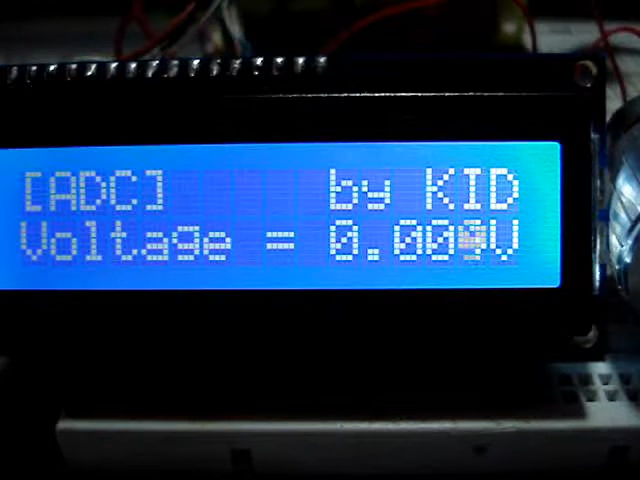 [ADC] by KID
Voltage =